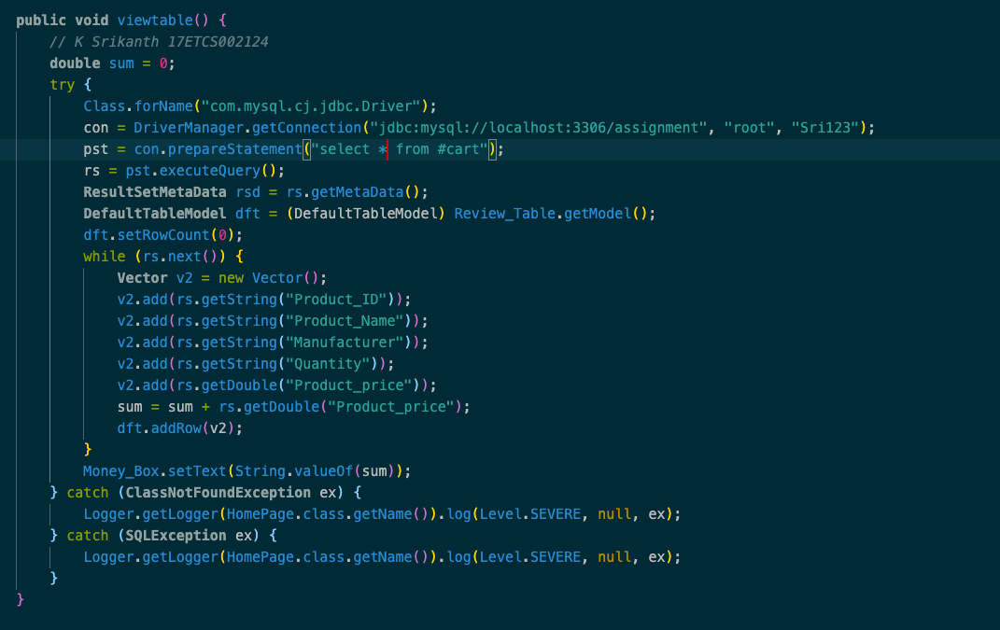 public void viewtable() {
    // K Srikanth 17ETCS002124
    double sum = 0;
    try {
        Class.forName("com.mysql.cj.jdbc.Driver");
        con = DriverManager.getConnection("jdbc:mysql://localhost:3306/assignment", "root", "Sri123");
        pst = con.prepareStatement("select * from #cart");
        rs = pst.executeQuery();
        ResultSetMetaData rsd = rs.getMetaData();
        DefaultTableModel dft = (DefaultTableModel) Review_Table.getModel();
        dft.setRowCount(0);
        while (rs.next()) {
            Vector v2 = new Vector();
            v2.add(rs.getString("Product_ID"));
            v2.add(rs.getString("Product_Name"));
            v2.add(rs.getString("Manufacturer"));
            v2.add(rs.getString("Quantity"));
            v2.add(rs.getDouble("Product_price"));
            sum = sum + rs.getDouble("Product_price");
            dft.addRow(v2);
        }
        Money_Box.setText(String.valueOf(sum));
    } catch (ClassNotFoundException ex) {
        Logger.getLogger(HomePage.class.getName()).log(Level.SEVERE, null, ex);
    } catch (SQLException ex) {
        Logger.getLogger(HomePage.class.getName()).log(Level.SEVERE, null, ex);
    }
}